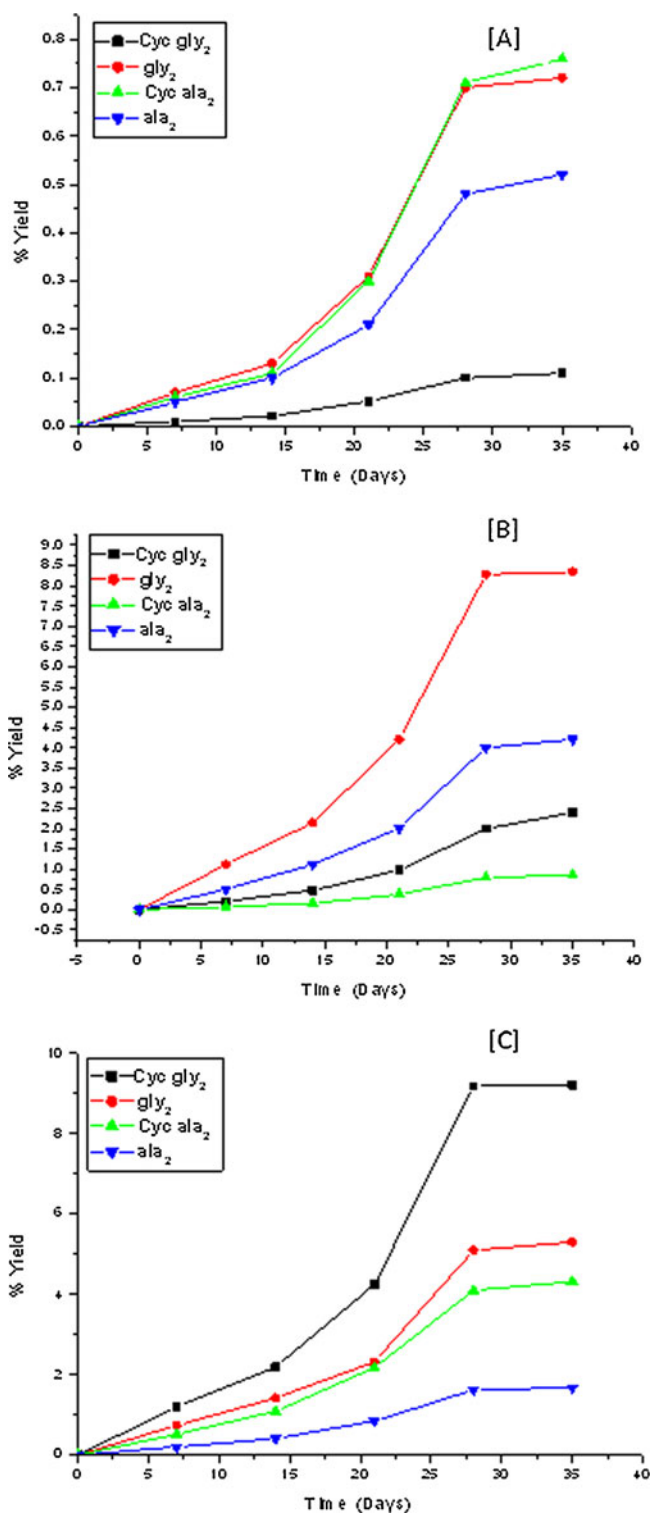 [A]
Cyc gly₂
gly₂
Cyc ala₂
ala₂
0.8
0.7
0.6
0.5
0.4
0.3
0.2
0.1
0.0
% Yield
0 5 10 15 20 25 30 35 40
Time (Days)
[B]
Cyc gly₂
gly₂
Cyc ala₂
ala₂
9.0
8.5
8.0
7.5
7.0
6.5
6.0
5.5
5.0
4.5
4.0
3.5
3.0
2.5
2.0
1.5
1.0
0.5
0.0
-0.5
% Yield
-5 0 5 10 15 20 25 30 35 40
Time (Days)
[C]
Cyc gly₂
gly₂
Cyc ala₂
ala₂
10
8
6
4
2
0
% Yield
0 5 10 15 20 25 30 35 40
Time (Days)